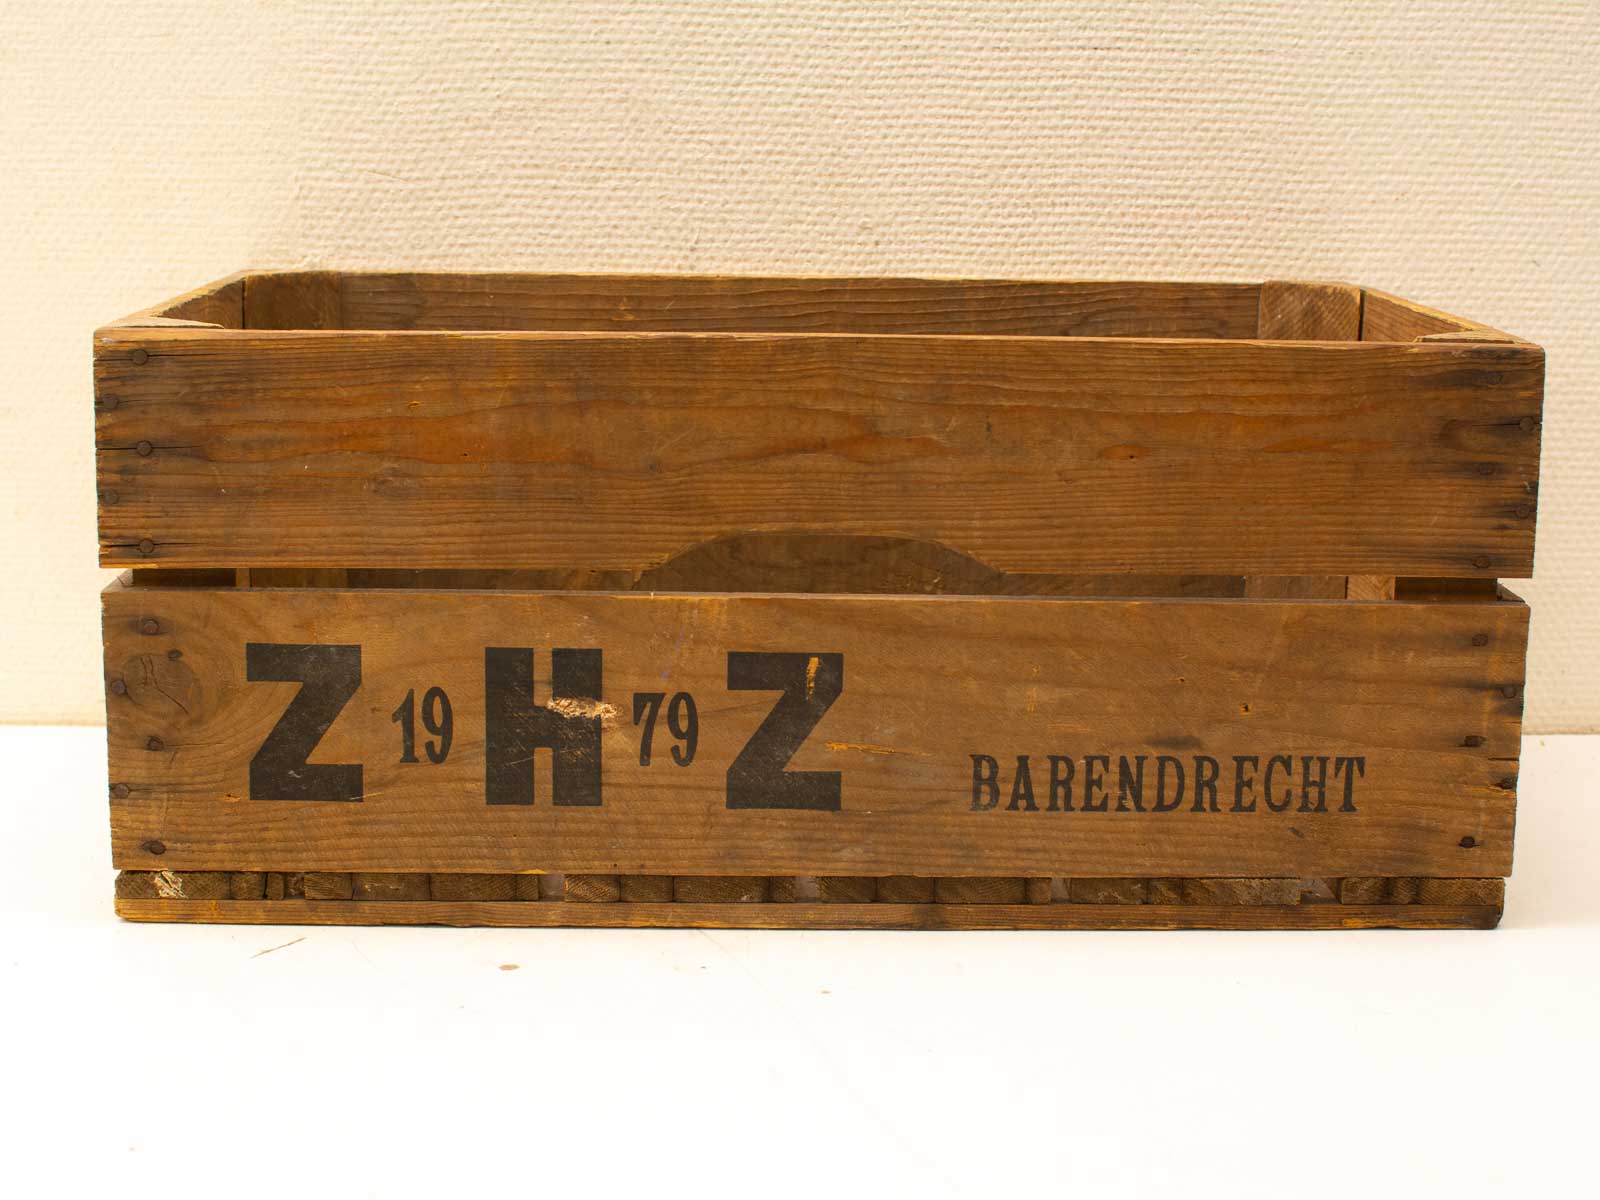 Z 19 H 79 Z BARENDRECHT